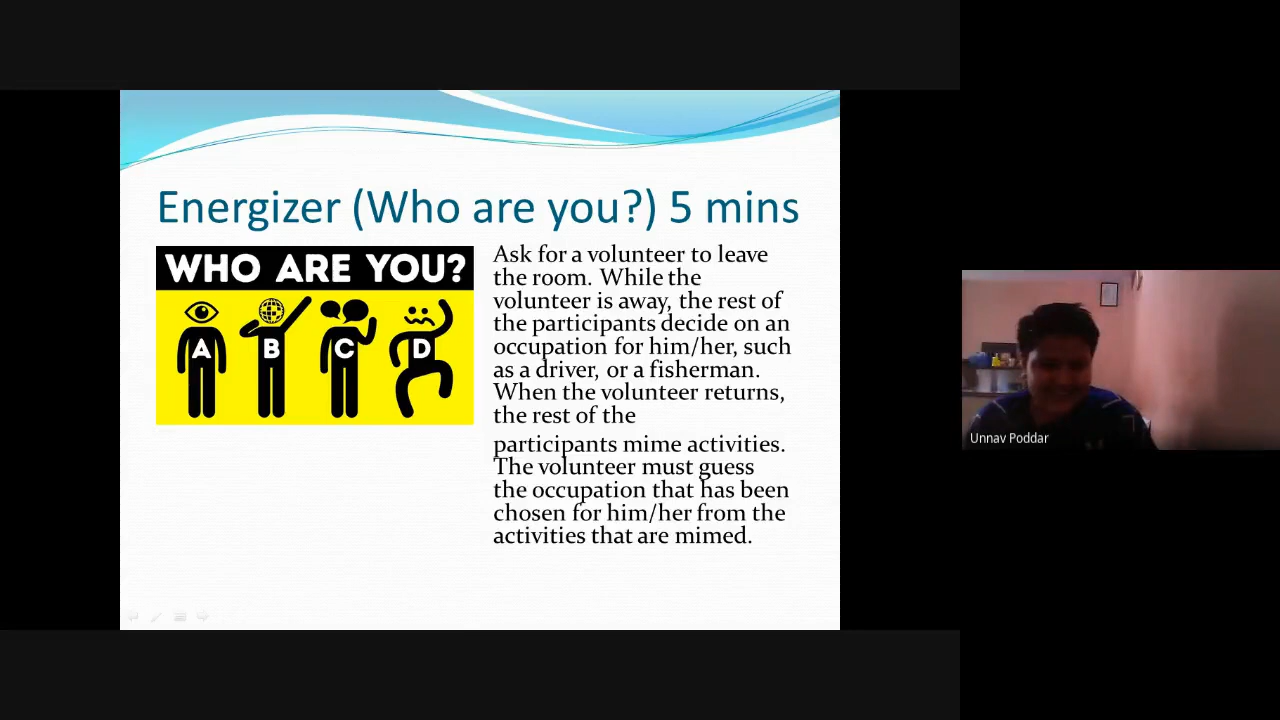 Energizer (Who are you?) 5 mins
WHO ARE YOU?
A B C D
Ask for a volunteer to leave
the room. While the
volunteer is away, the rest of
the participants decide on an
occupation for him/her, such
as a driver, or a fisherman.
When the volunteer returns,
the rest of the
participants mime activities.
The volunteer must guess
the occupation that has been
chosen for him/her from the
activities that are mimed.
Unnav Poddar